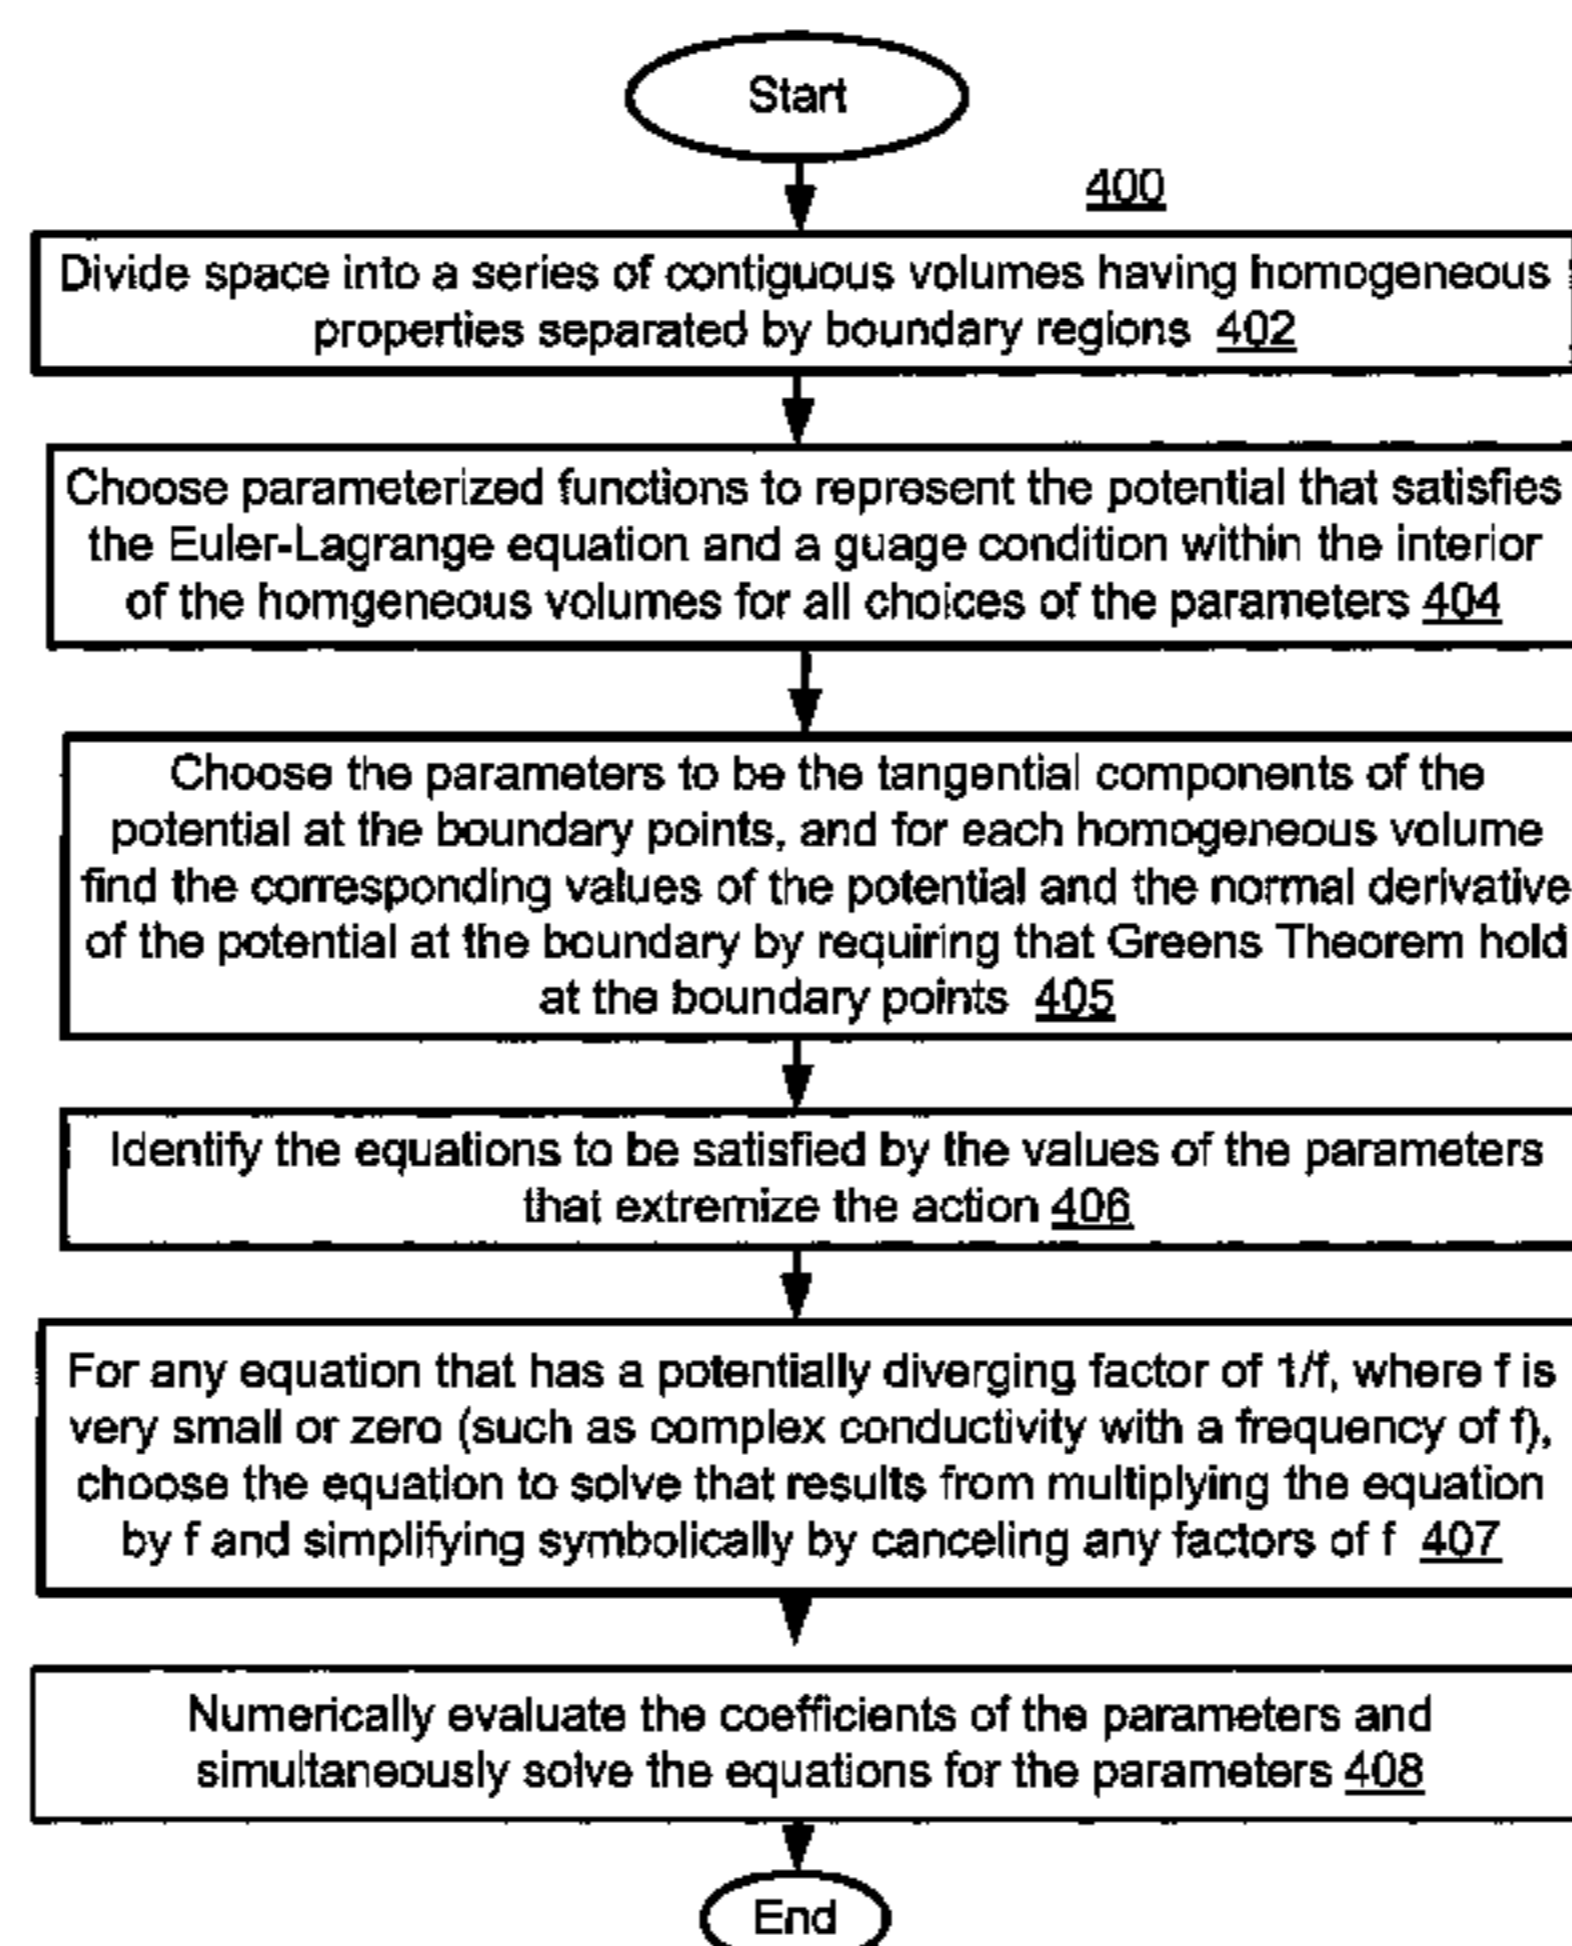 Start
400
Divide space into a series of contiguous volumes having homogeneous
properties separated by boundary regions 402
Choose parameterized functions to represent the potential that satisfies
the Euler-Lagrange equation and a guage condition within the interior
of the homgeneous volumes for all choices of the parameters 404
Choose the parameters to be the tangential components of the
potential at the boundary points, and for each homogeneous volume
find the corresponding values of the potential and the normal derivative
of the potential at the boundary by requiring that Greens Theorem hold
at the boundary points 405
Identify the equations to be satisfied by the values of the parameters
that extremize the action 406
For any equation that has a potentially diverging factor of 1/f, where f is
very small or zero (such as complex conductivity with a frequency of f),
choose the equation to solve that results from multiplying the equation
by f and simplifying symbolically by canceling any factors of f 407
Numerically evaluate the coefficients of the parameters and
simultaneously solve the equations for the parameters 408
End